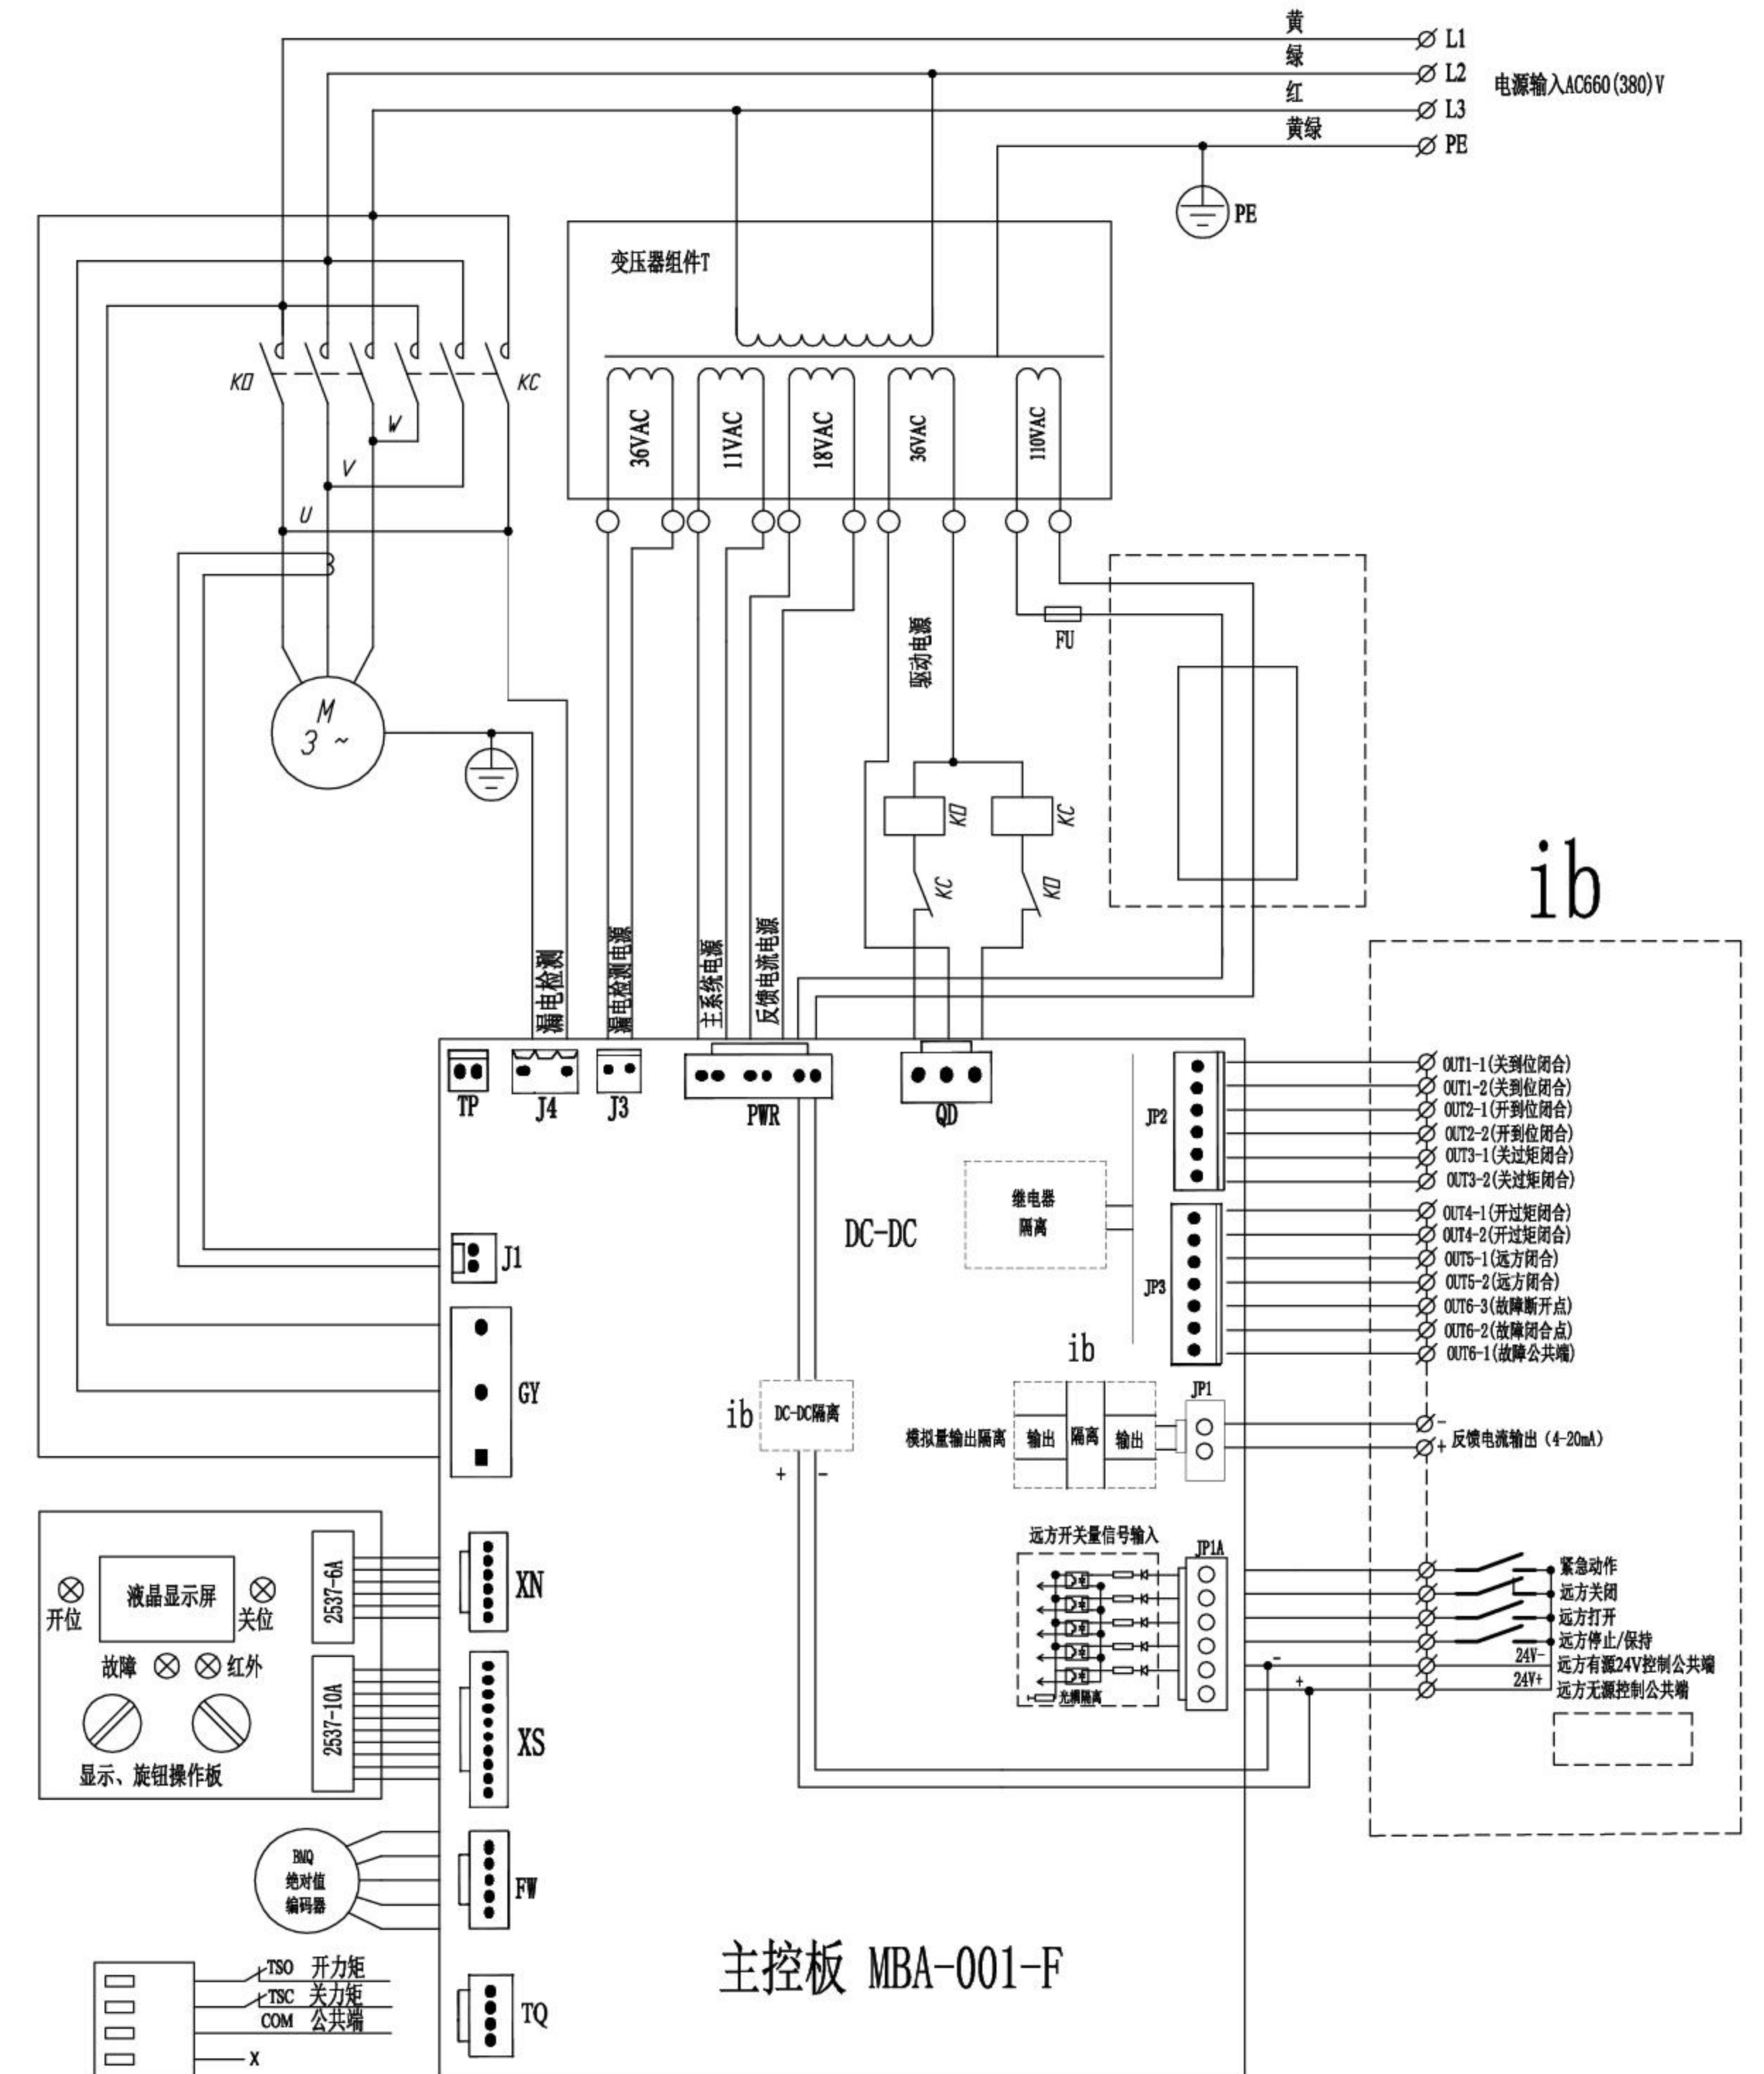 黄
L1
绿
L2
电源输入AC660(380)V
红
L3
黄绿
PE
PE
变压器组件T
KO
KC
W
V
U
36VAC
11VAC
18VAC
36VAC
110VAC
FU
驱动电源
M
3 ~
KO
KC
KC
KO
ib
漏电检测
漏电检测电源
主系统电源
反馈电流电源
TP
J4
J3
PWR
QD
JP2
OUT1-1(关到位闭合)
OUT1-2(关到位闭合)
OUT2-1(开到位闭合)
OUT2-2(开到位闭合)
OUT3-1(关过矩闭合)
OUT3-2(关过矩闭合)
继电器
隔离
DC-DC
JP3
OUT4-1(开过矩闭合)
OUT4-2(开过矩闭合)
OUT5-1(远方闭合)
OUT5-2(远方闭合)
OUT6-3(故障断开点)
OUT6-2(故障闭合点)
OUT6-1(故障公共端)
J1
GY
ib
ib
DC-DC隔离
+ -
模拟量输出隔离
输出
隔离
输出
JP1
-
+ 反馈电流输出（4-20mA）
远方开关量信号输入
JP1A
光耦隔离
紧急动作
远方关闭
远方打开
远方停止/保持
- 24V- 远方有源24V控制公共端
+ 24V+ 远方无源控制公共端
液晶显示屏
开位
关位
故障
红外
显示、旋钮操作板
2537-6A
2537-10A
XN
XS
BMQ
绝对值
编码器
FW
主控板 MBA-001-F
TSO 开力矩
TSC 关力矩
COM 公共端
X
TQ